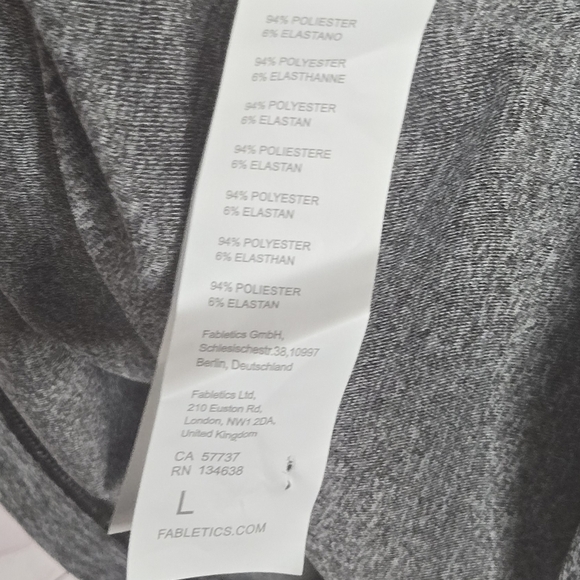 94% POLIESTER
6% ELASTANO
94% POLYESTER
6% ELASTHANNE
94% POLYESTER
6% ELASTAN
94% POLIESTERE
6% ELASTAN
94% POLYESTER
6% ELASTAN
94% POLYESTER
6% ELASTHAN
94% POLIESTER
6% ELASTAN
Fabletics GmbH,
Schlesischestr.38,10997
Berlin, Deutschland
Fabletics Ltd,
210 Euston Rd,
London, NW1 2DA,
United Kingdom
CA 57737
RN 134638
L
FABLETICS.COM